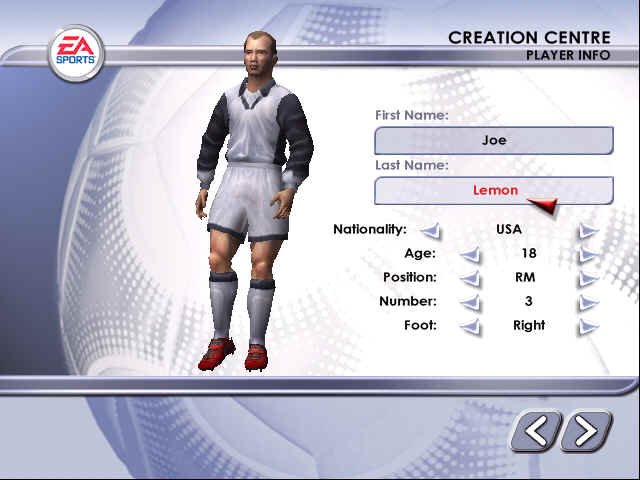 EA
SPORTS
CREATION CENTRE
PLAYER INFO
First Name:
Joe
Last Name:
Lemon
Nationality: USA
Age: 18
Position: RM
Number: 3
Foot: Right